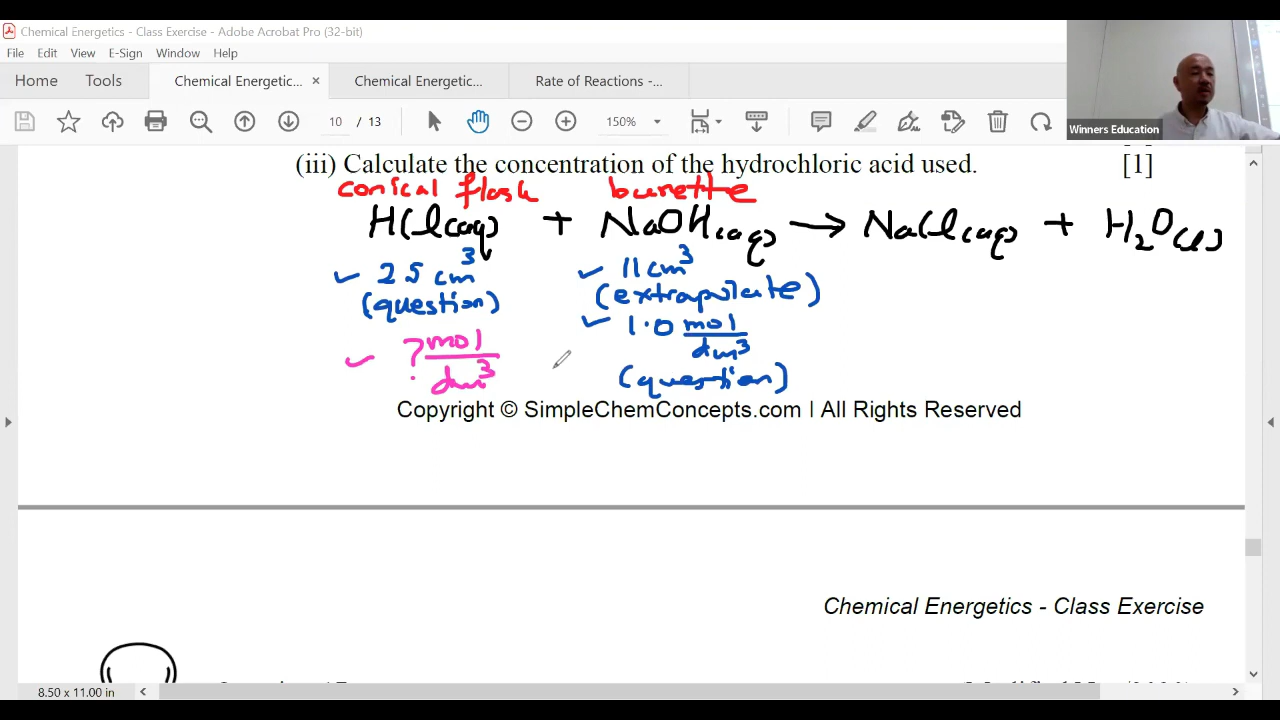 Chemical Energetics - Class Exercise - Adobe Acrobat Pro (32-bit)
File Edit View E-Sign Window Help
Home Tools Chemical Energetic... × Chemical Energetic... Rate of Reactions -...
10 / 13 150%
Winners Education
(iii) Calculate the concentration of the hydrochloric acid used. [1]
conical flask burette
HCl(aq) + NaOH(aq) → NaCl(aq) + H₂O(l)
✓ 25 cm³ ✓ 11 cm³
(question) (extrapolate)
✓ ? mol/dm³ ✓ 1.0 mol/dm³
(question)
Copyright © SimpleChemConcepts.com | All Rights Reserved
Chemical Energetics - Class Exercise
8.50 x 11.00 in